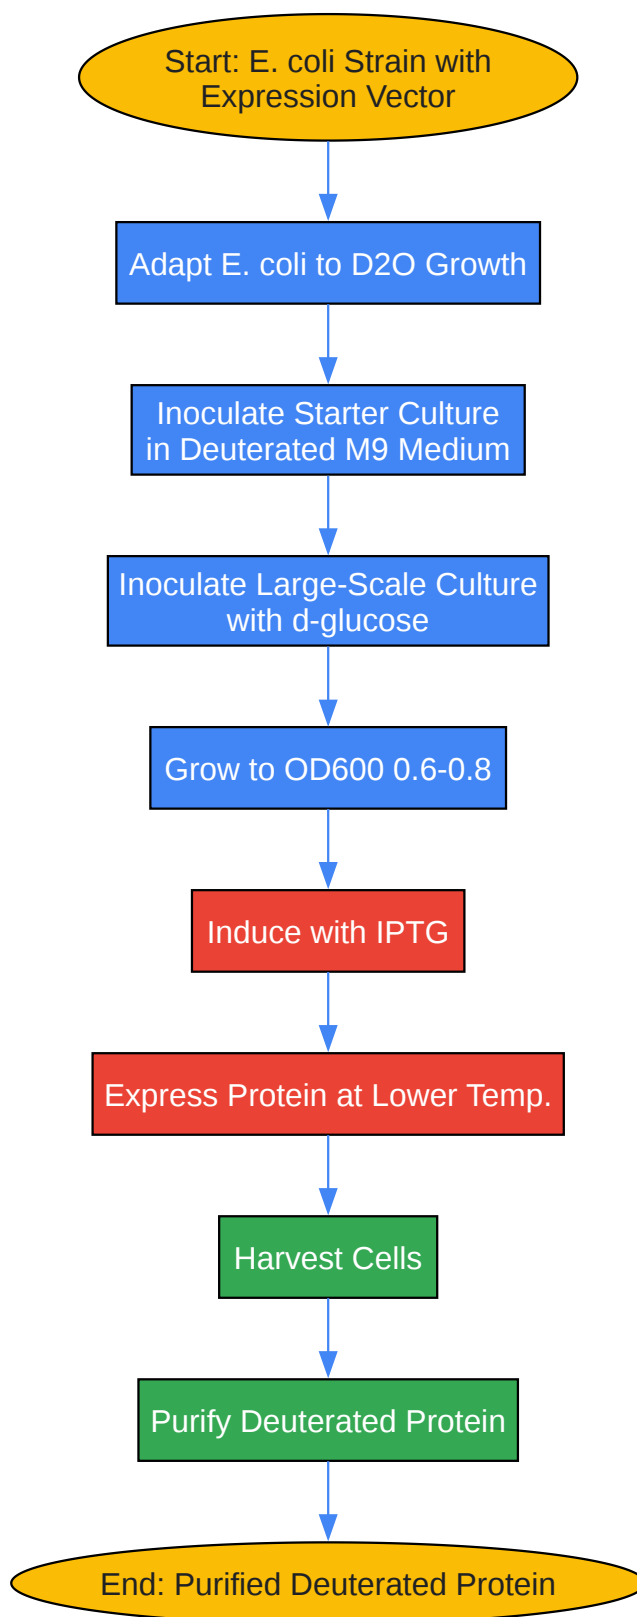 Start: E. coli Strain with
Expression Vector
Adapt E. coli to D2O Growth
Inoculate Starter Culture
in Deuterated M9 Medium
Inoculate Large-Scale Culture
with d-glucose
Grow to OD600 0.6-0.8
Induce with IPTG
Express Protein at Lower Temp.
Harvest Cells
Purify Deuterated Protein
End: Purified Deuterated Protein